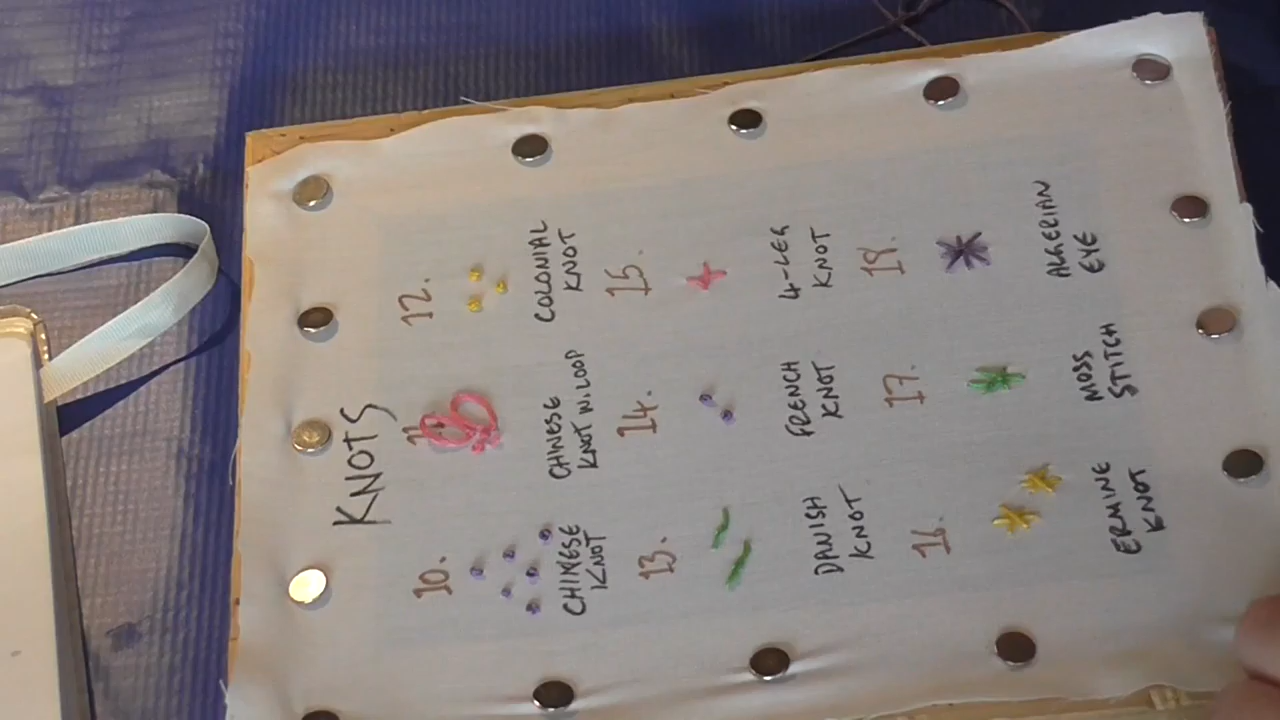 KNOTS
10.
CHINESE
KNOT
11.
CHINESE
KNOT W. LOOP
12.
COLONIAL
KNOT
13.
DANISH
KNOT
14.
FRENCH
KNOT
15.
4-LEG
KNOT
16.
ERMINE
KNOT
17.
MOSS
STITCH
18.
ALGERIAN
EYE